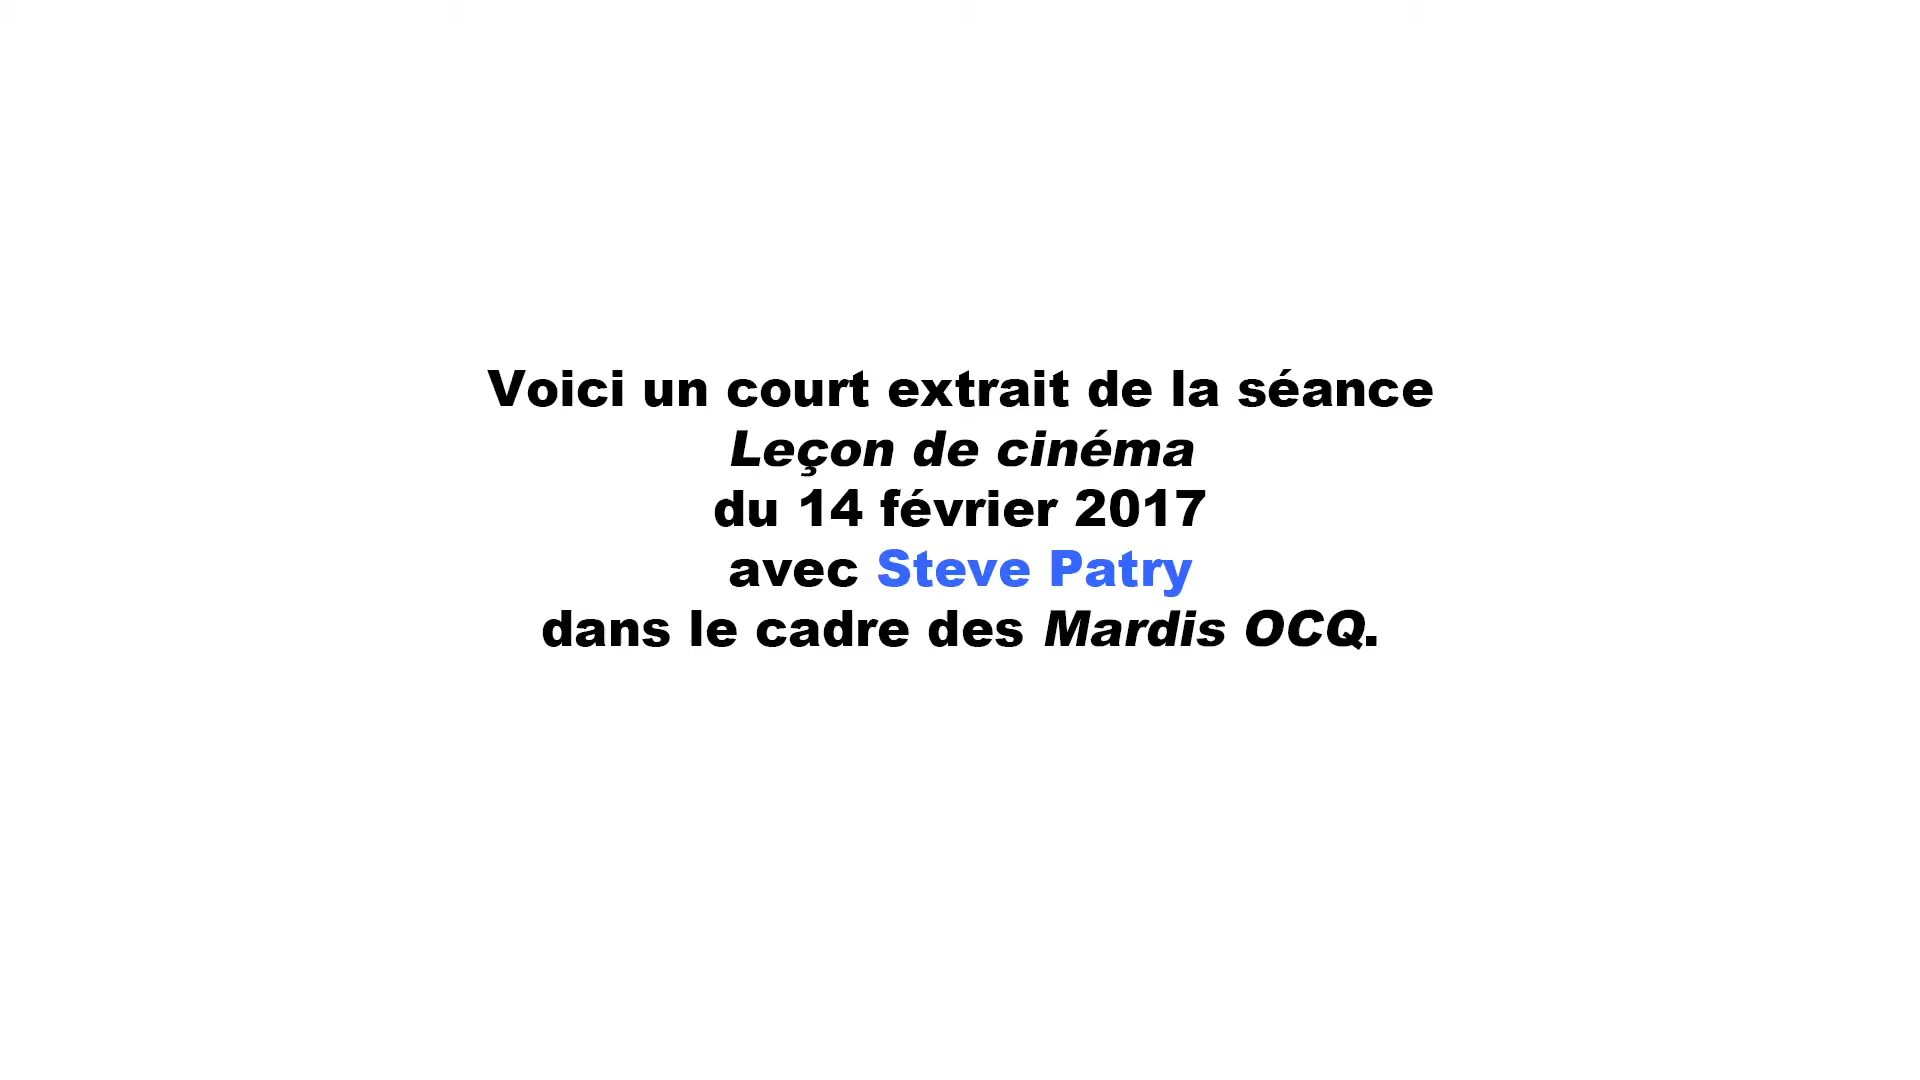 Voici un court extrait de la séance
Leçon de cinéma
du 14 février 2017
avec Steve Patry
dans le cadre des Mardis OCQ.